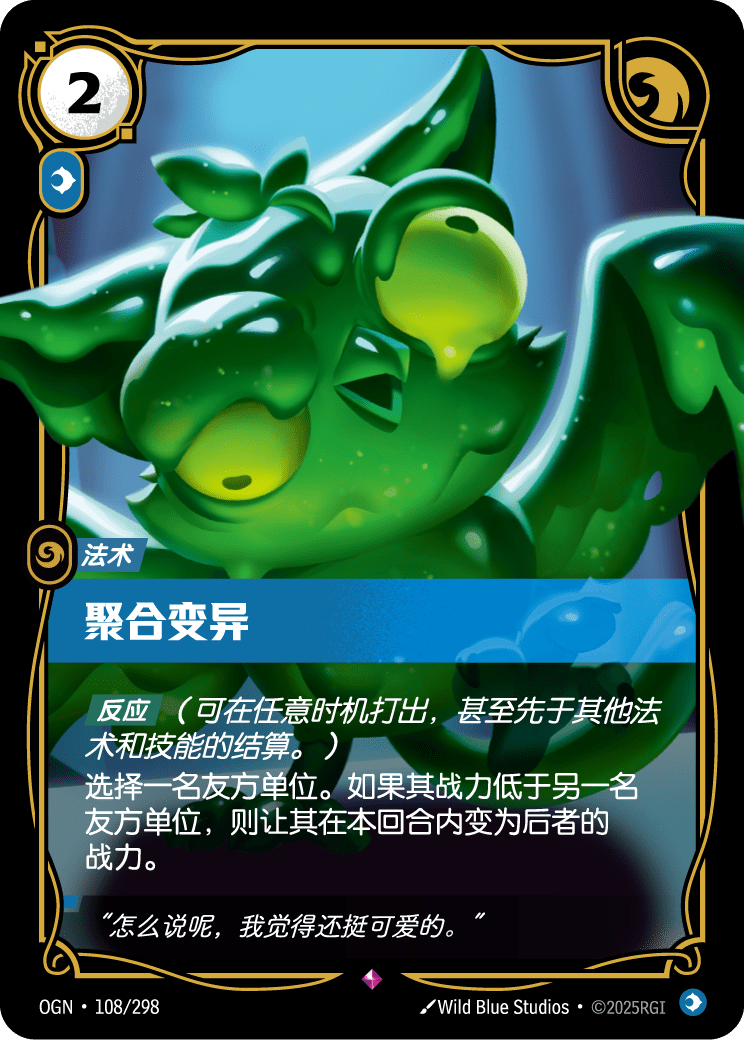 2
法术
聚合变异
反应 （可在任意时机打出，甚至先于其他法
术和技能的结算。）
选择一名友方单位。如果其战力低于另一名
友方单位，则让其在本回合内变为后者的
战力。
“怎么说呢，我觉得还挺可爱的。”
OGN • 108/298
Wild Blue Studios • ©2025RGI